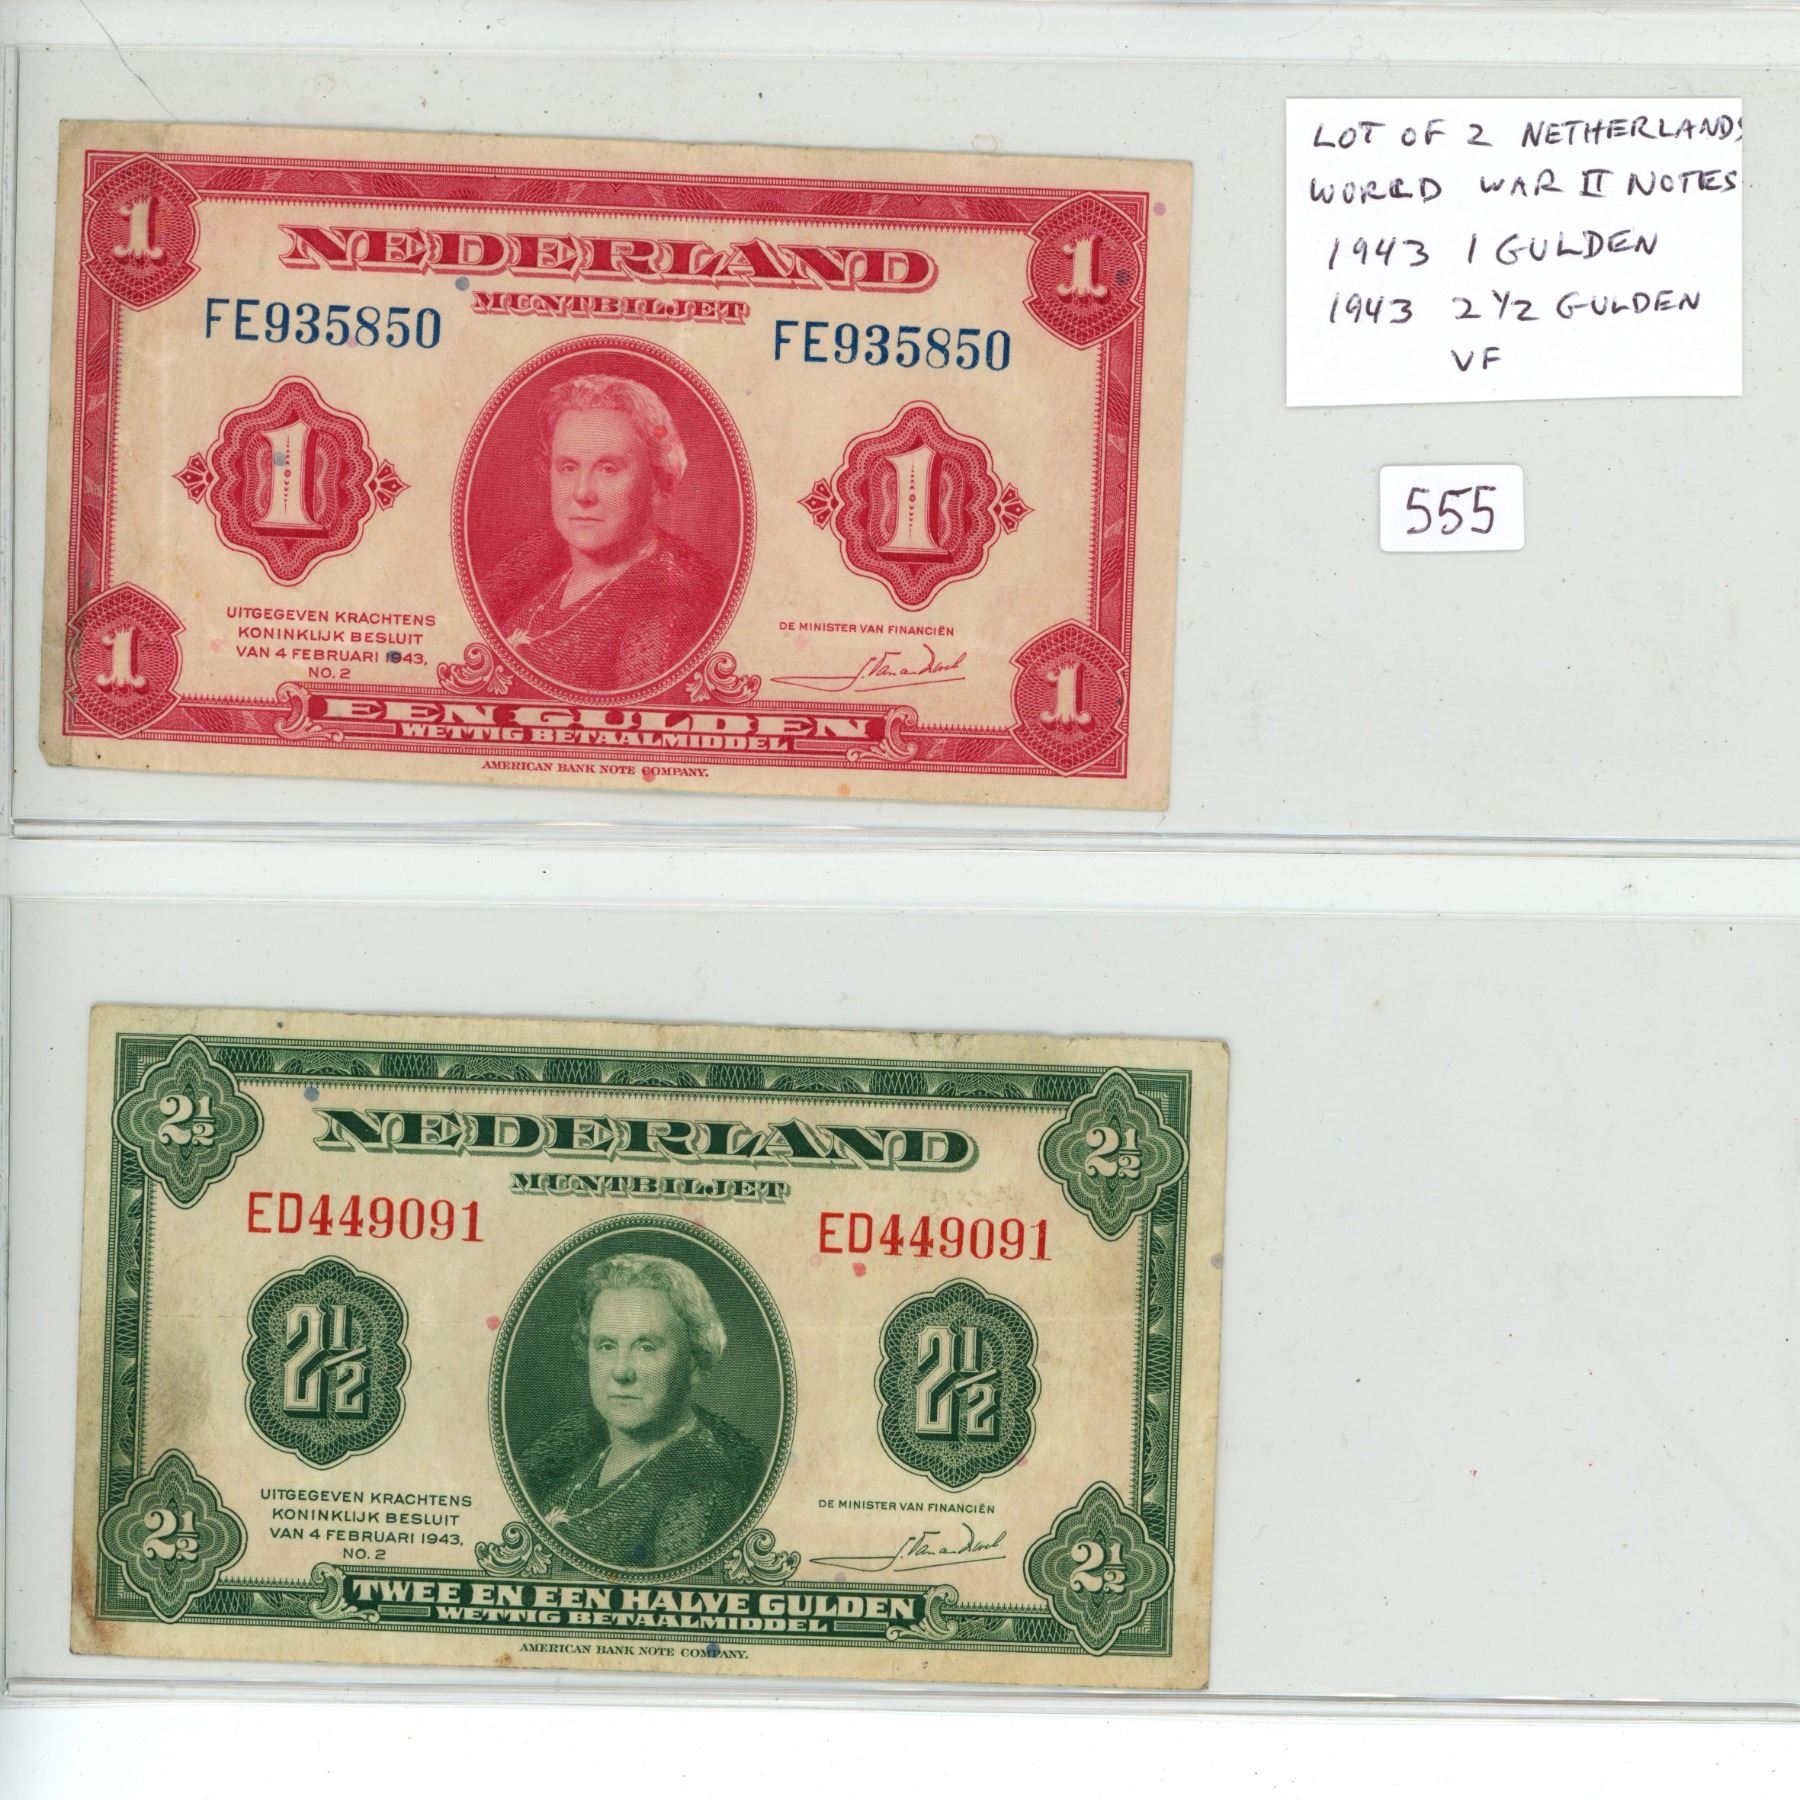 LOT OF 2 NETHERLANDS
WORLD WAR II NOTES
1943 1 GULDEN
1943 2 1/2 GULDEN
VF
555
1
1
NEDERLAND
MUNTBILJET
FE935850
FE935850
1
1
UITGEGEVEN KRACHTENS
KONINKLIJK BESLUIT
VAN 4 FEBRUARI 1943,
NO. 2
DE MINISTER VAN FINANCIËN
1
1
EEN GULDEN
WETTIG BETAALMIDDEL
AMERICAN BANK NOTE COMPANY.
2 1/2
2 1/2
NEDERLAND
MUNTBILJET
ED449091
ED449091
2 1/2
2 1/2
UITGEGEVEN KRACHTENS
KONINKLIJK BESLUIT
VAN 4 FEBRUARI 1943,
NO. 2
DE MINISTER VAN FINANCIËN
2 1/2
2 1/2
TWEE EN EEN HALVE GULDEN
WETTIG BETAALMIDDEL
AMERICAN BANK NOTE COMPANY.